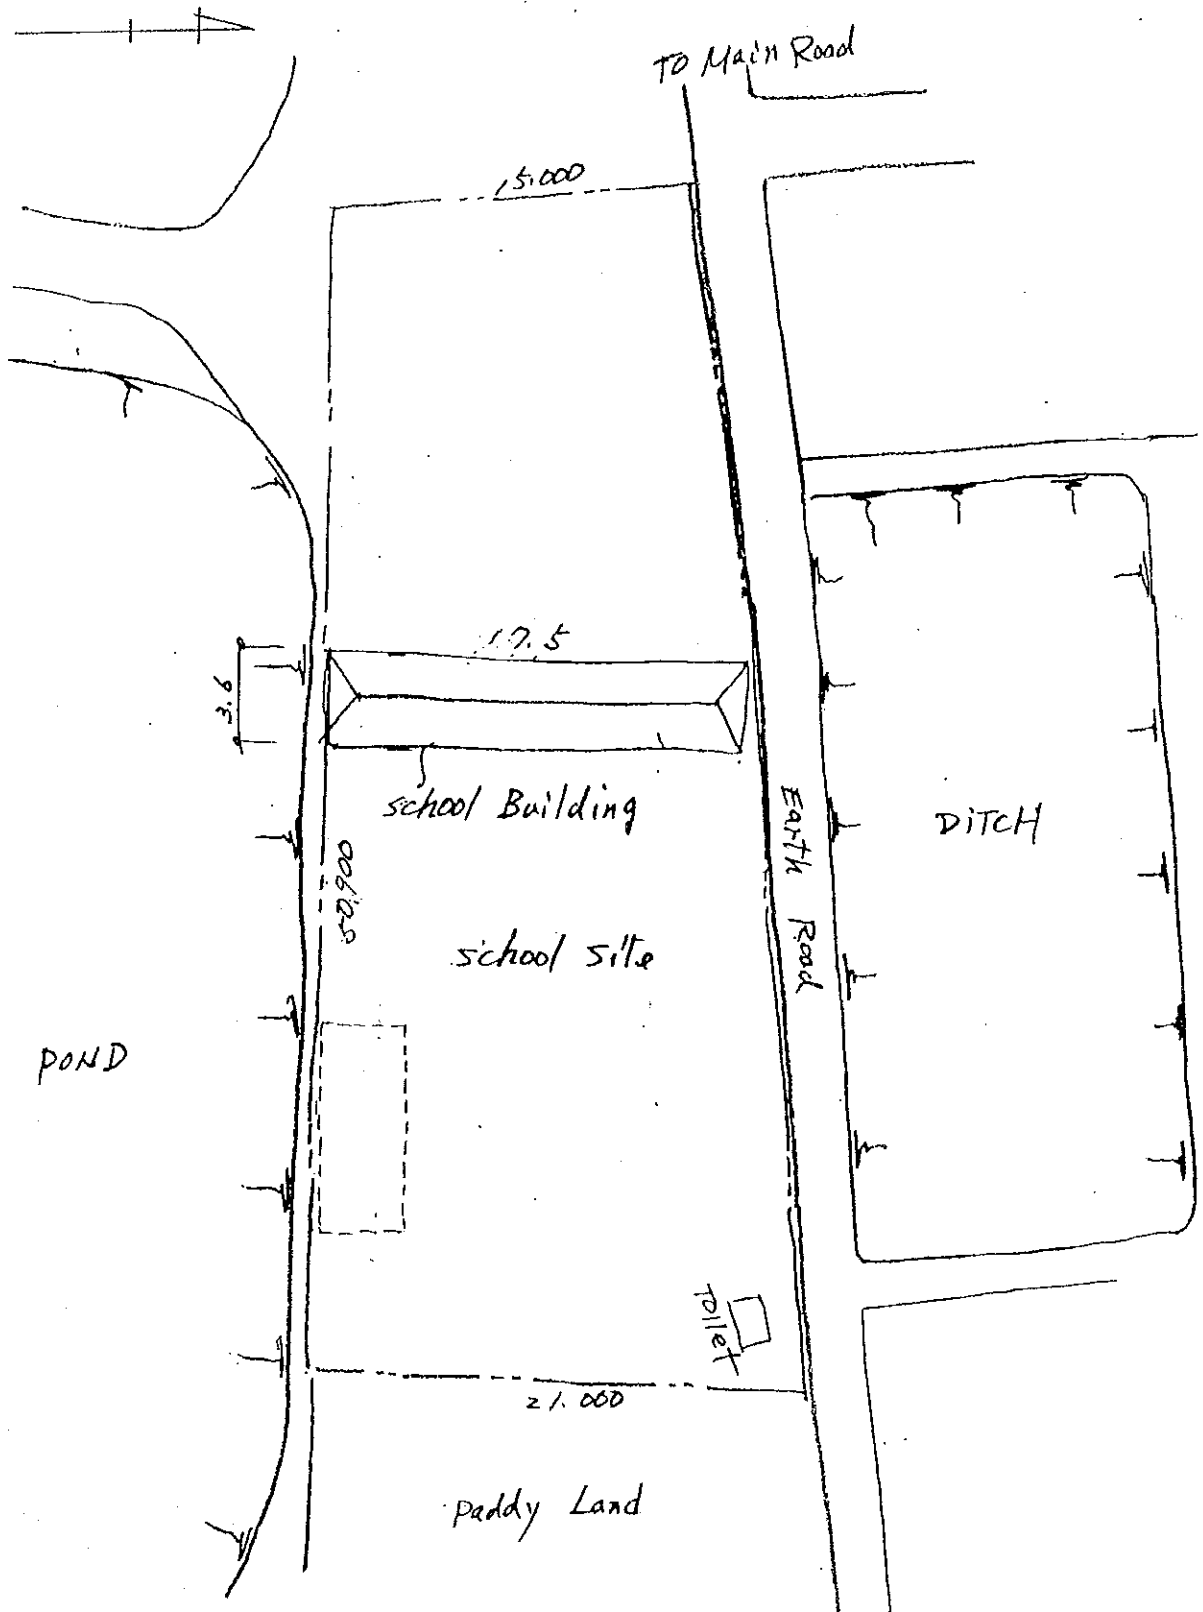 TO Main Road
15.000
17.5
3.6
school Building
Earth Road
DITCH
50.900
school site
POND
Toilet
21.000
Paddy Land